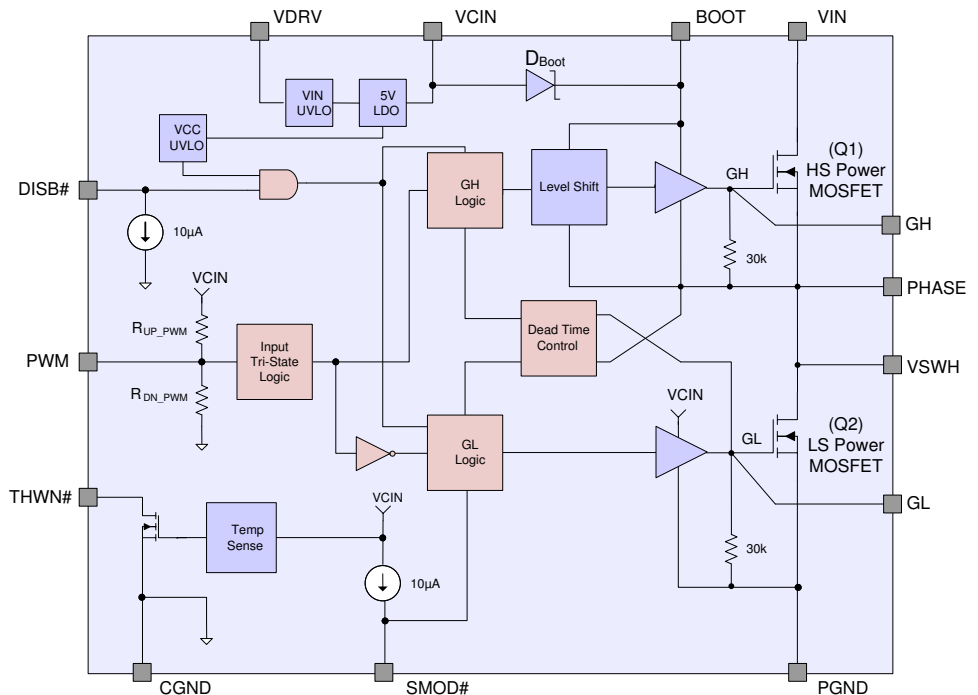 VDRV
VCIN
BOOT
VIN
DBoot
VIN
UVLO
5V
LDO
VCC
UVLO
(Q1)
HS Power
MOSFET
DISB#
GH
Logic
Level Shift
GH
GH
10µA
30k
VCIN
PHASE
RUP_PWM
Dead Time
Control
PWM
Input
Tri-State
Logic
VSWH
RDN_PWM
VCIN
(Q2)
LS Power
MOSFET
GL
Logic
GL
THWN#
VCIN
GL
Temp
Sense
30k
10µA
CGND
SMOD#
PGND